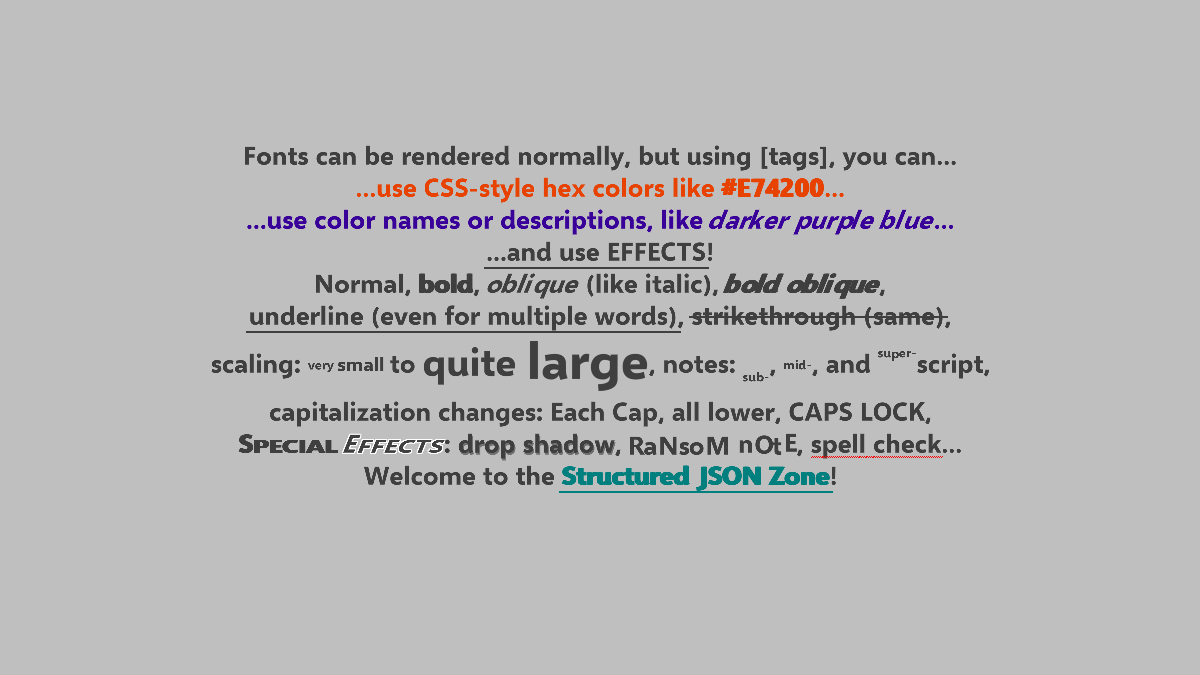 Fonts can be rendered normally, but using [tags], you can...
...use CSS-style hex colors like #E74200...
...use color names or descriptions, like darker purple blue...
...and use EFFECTS!
Normal, bold, oblique (like italic), bold oblique,
underline (even for multiple words), strikethrough (same),
scaling: very small to quite large, notes: sub-, mid-, and super-script,
capitalization changes: Each Cap, all lower, CAPS LOCK,
SPECIAL EFFECTS: drop shadow, RaNsoM nOtE, spell check...
Welcome to the Structured JSON Zone!